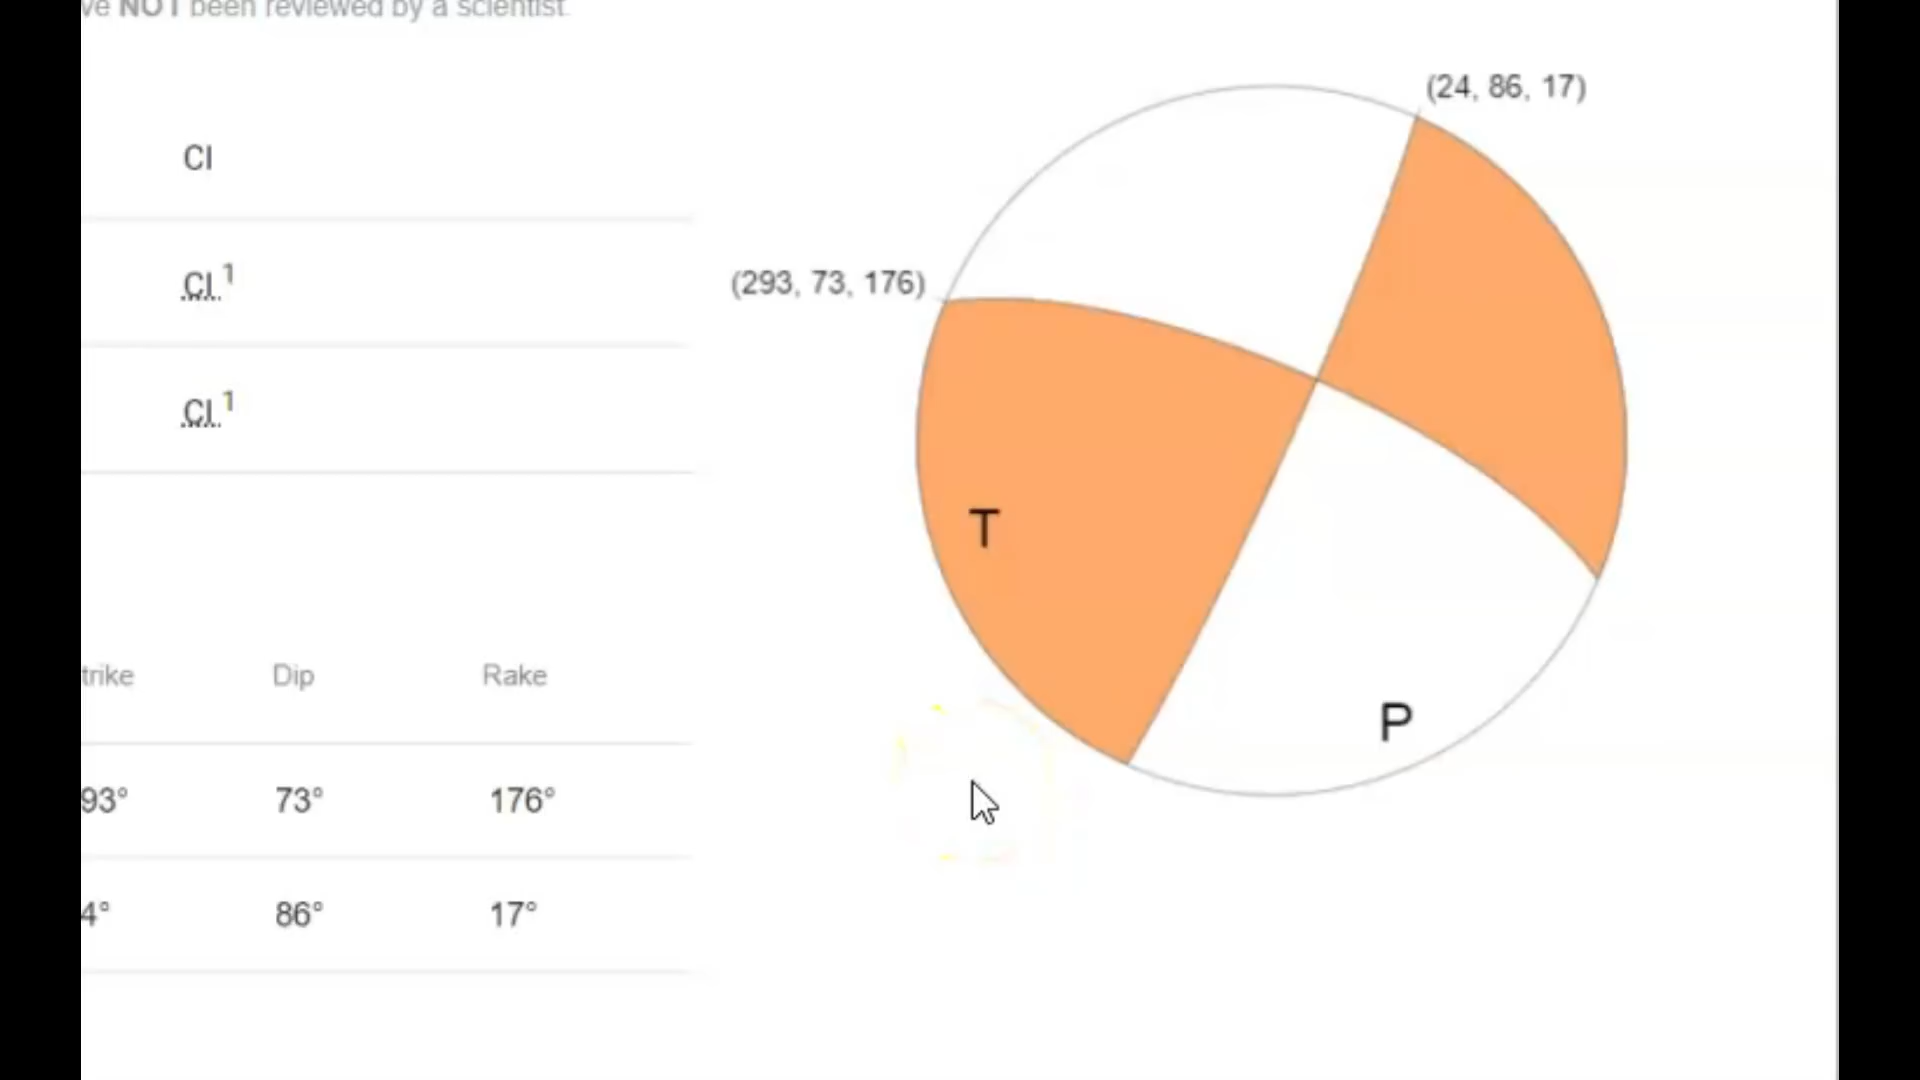 ve NOT been reviewed by a scientist.
CI
CI 1
CI 1
trike Dip Rake
93° 73° 176°
4° 86° 17°
(24, 86, 17)
(293, 73, 176)
T
P